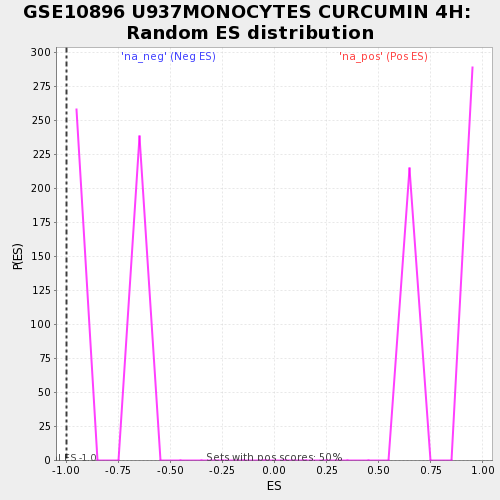 GSE10896 U937MONOCYTES CURCUMIN 4H:
Random ES distribution
'na_neg' (Neg ES)
'na_pos' (Pos ES)
300
275
250
225
200
175
150
125
100
75
50
25
0
P(ES)
ES -1.0
Sets with pos scores: 50%
-1.00 -0.75 -0.50 -0.25 0.00 0.25 0.50 0.75 1.00
ES